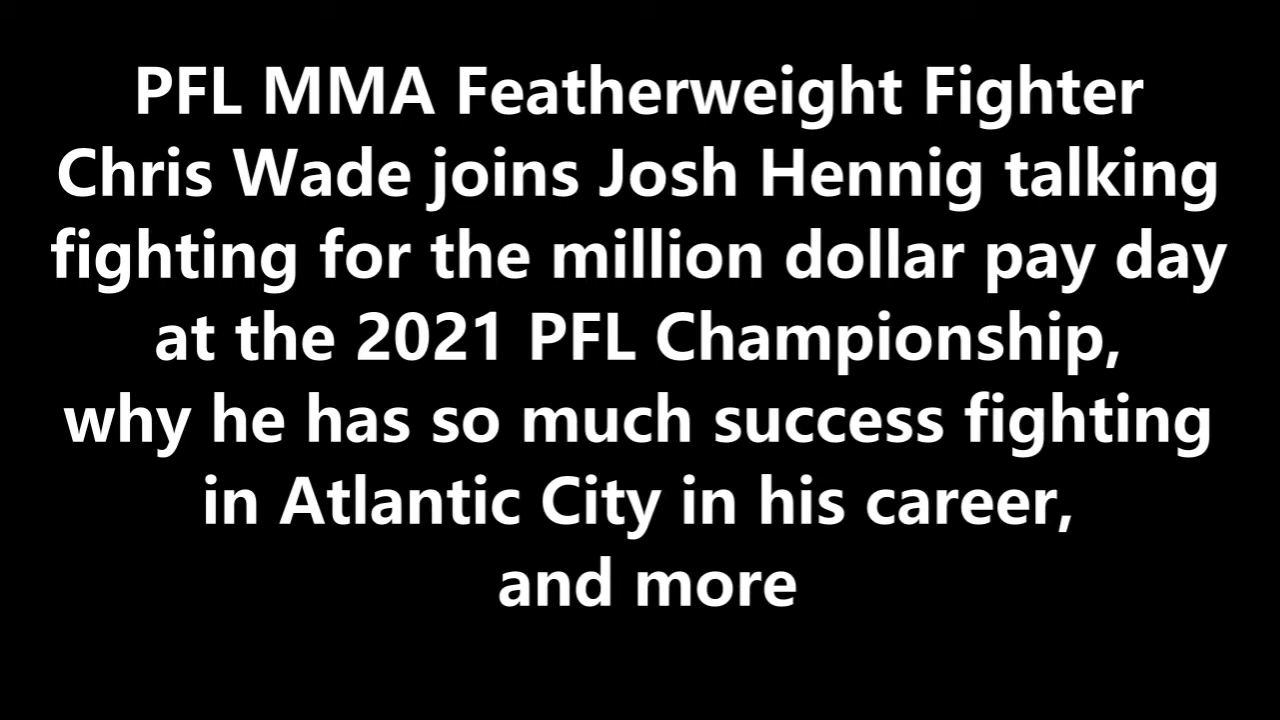 PFL MMA Featherweight Fighter
Chris Wade joins Josh Hennig talking
fighting for the million dollar pay day
at the 2021 PFL Championship,
why he has so much success fighting
in Atlantic City in his career,
and more